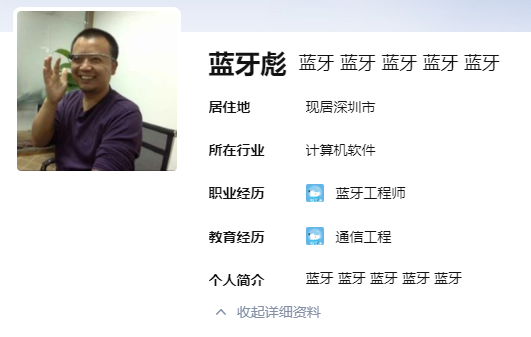 蓝牙彪 蓝牙 蓝牙 蓝牙 蓝牙 蓝牙
居住地 现居深圳市
所在行业 计算机软件
职业经历 蓝牙工程师
教育经历 通信工程
个人简介 蓝牙 蓝牙 蓝牙 蓝牙 蓝牙
收起详细资料